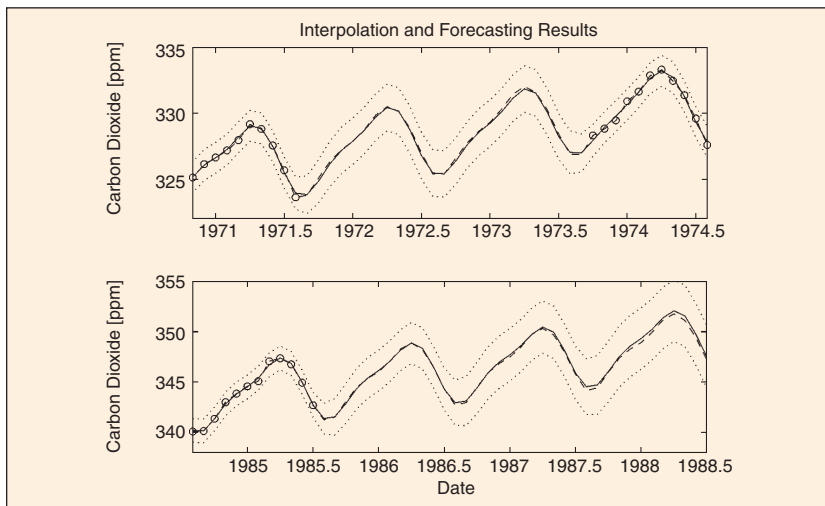 Interpolation and Forecasting Results
335
330
325
Carbon Dioxide [ppm]
1971 1971.5 1972 1972.5 1973 1973.5 1974 1974.5
355
350
345
340
Carbon Dioxide [ppm]
1985 1985.5 1986 1986.5 1987 1987.5 1988 1988.5
Date